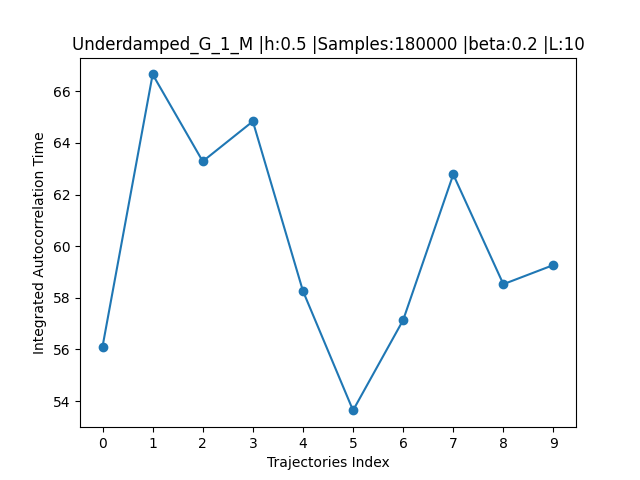 Underdamped_G_1_M |h:0.5 |Samples:180000 |beta:0.2 |L:10
66
64
62
60
58
56
54
Integrated Autocorrelation Time
0 1 2 3 4 5 6 7 8 9
Trajectories Index